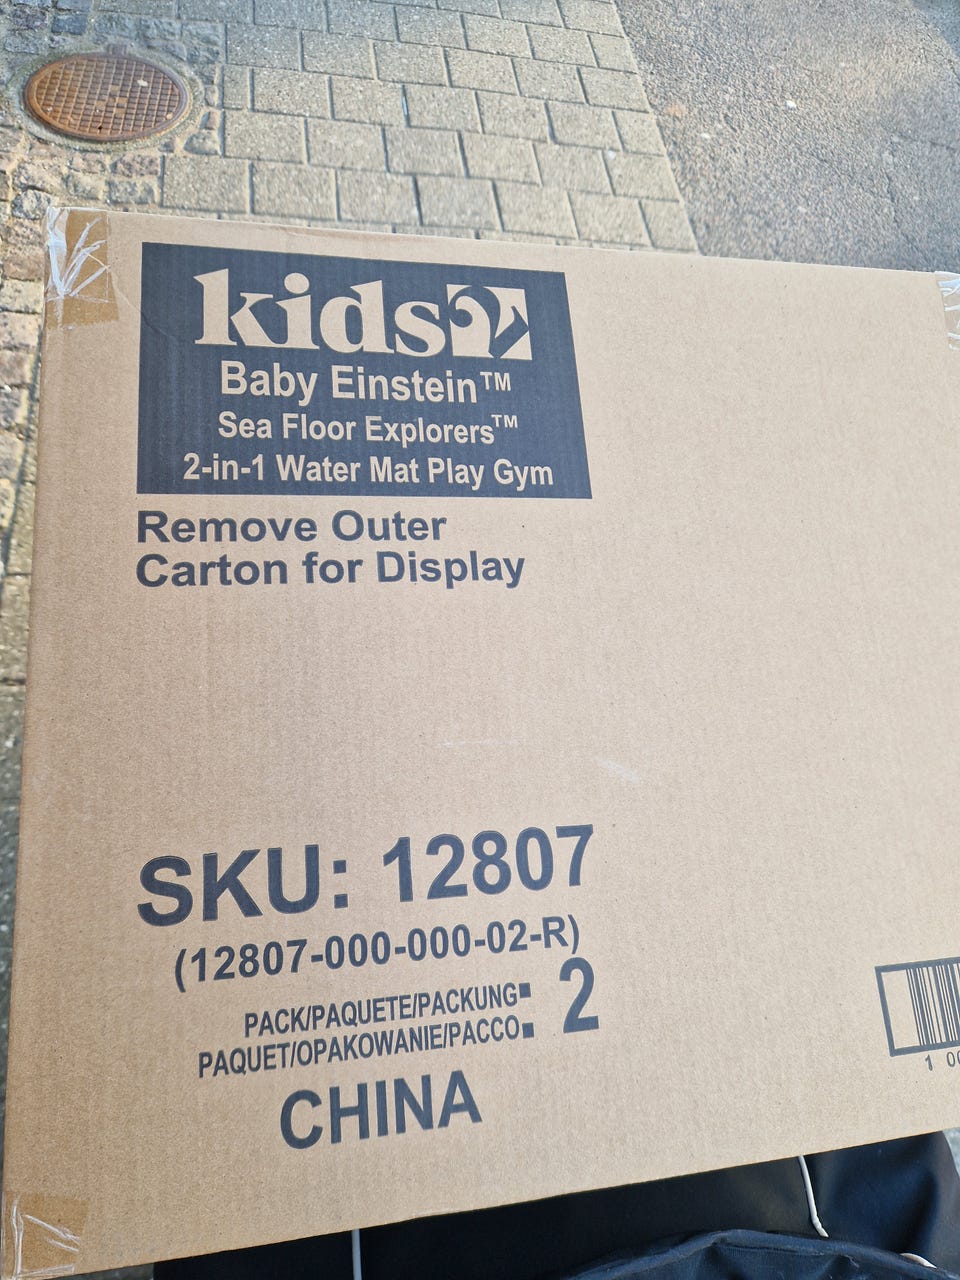 kids2
Baby Einstein™
Sea Floor Explorers™
2-in-1 Water Mat Play Gym
Remove Outer
Carton for Display
SKU: 12807
(12807-000-000-02-R)
PACK/PAQUETE/PACKUNG: 2
PAQUET/OPAKOWANIE/PACCO:
CHINA